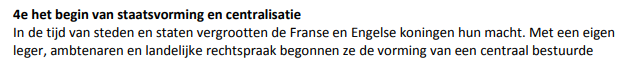 4e het begin van staatsvorming en centralisatie
In de tijd van steden en staten vergrootten de Franse en Engelse koningen hun macht. Met een eigen
leger, ambtenaren en landelijke rechtspraak begonnen ze de vorming van een centraal bestuurde